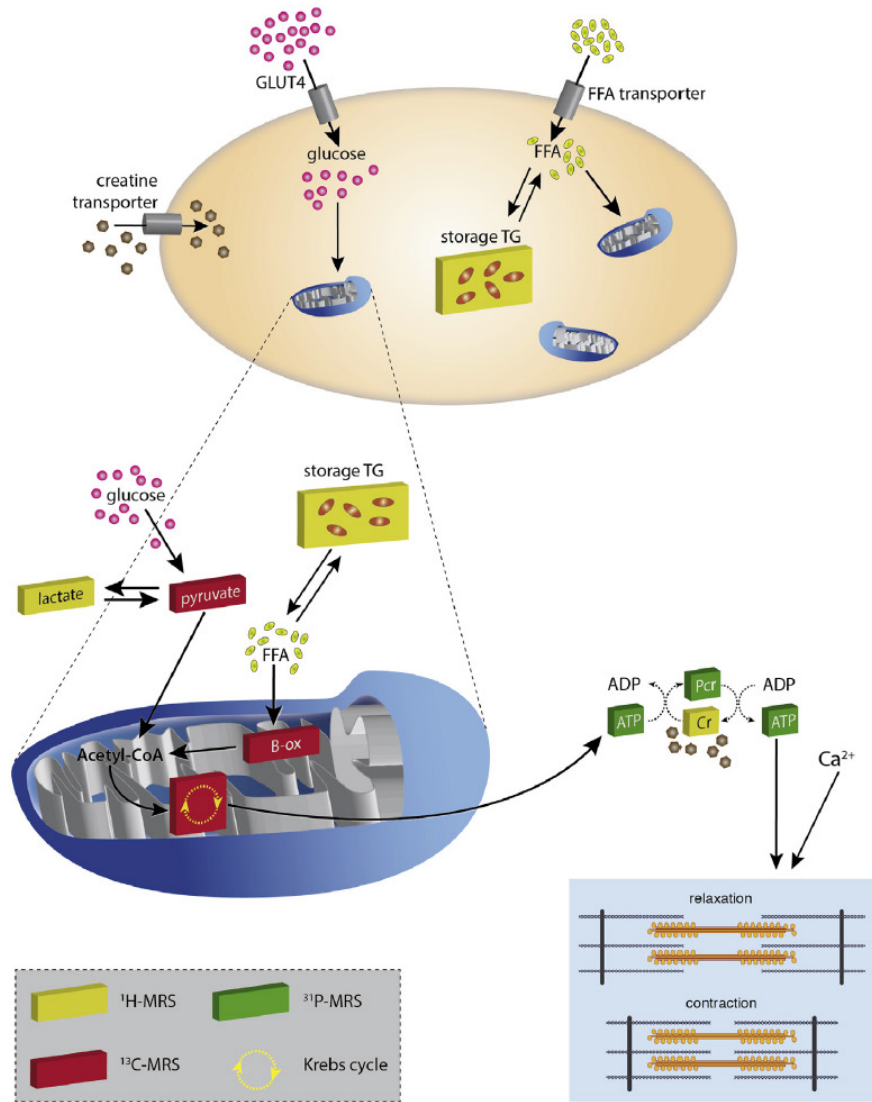 GLUT4
FFA transporter
glucose
FFA
creatine
transporter
storage TG
storage TG
glucose
lactate
pyruvate
FFA
B-ox
Acetyl-CoA
ADP
Pcr
ADP
ATP
Cr
ATP
Ca²⁺
relaxation
contraction
¹H-MRS
³¹P-MRS
¹³C-MRS
Krebs cycle